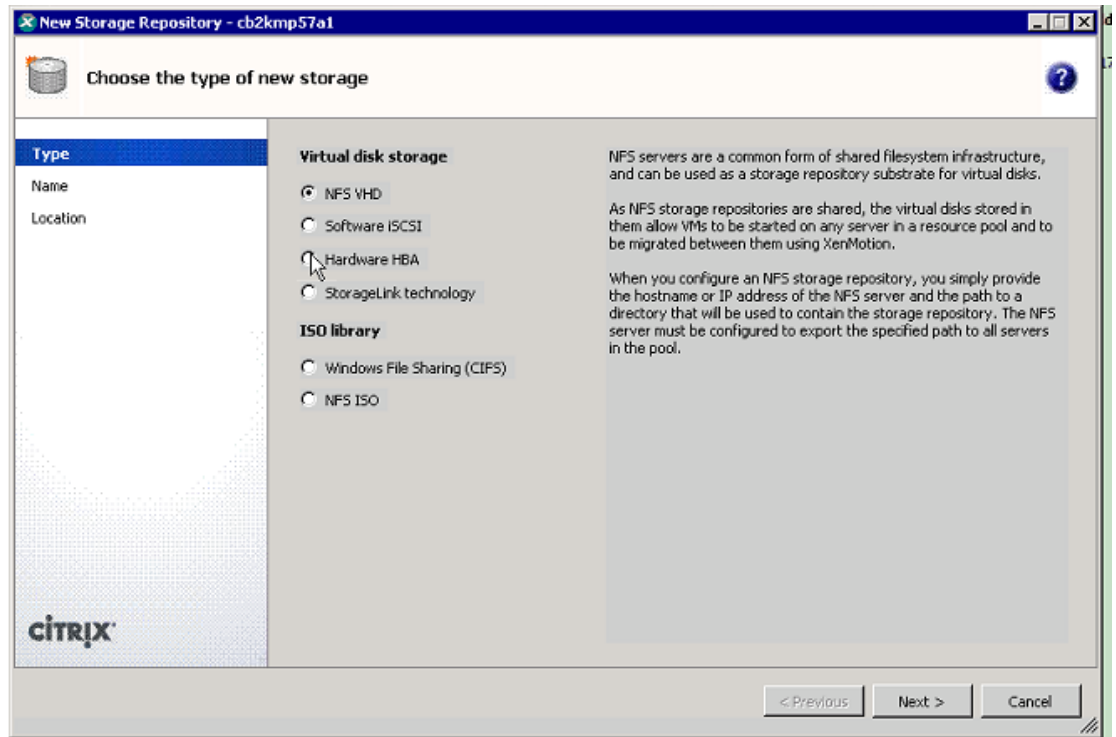 New Storage Repository - cb2kmp57a1
Choose the type of new storage
?
Type
Name
Location
Virtual disk storage
NFS VHD
Software iSCSI
Hardware HBA
StorageLink technology
ISO library
Windows File Sharing (CIFS)
NFS ISO
NFS servers are a common form of shared filesystem infrastructure,
and can be used as a storage repository substrate for virtual disks.
As NFS storage repositories are shared, the virtual disks stored in
them allow VMs to be started on any server in a resource pool and to
be migrated between them using XenMotion.
When you configure an NFS storage repository, you simply provide
the hostname or IP address of the NFS server and the path to a
directory that will be used to contain the storage repository. The NFS
server must be configured to export the specified path to all servers
in the pool.
CİTRIX
< Previous
Next >
Cancel